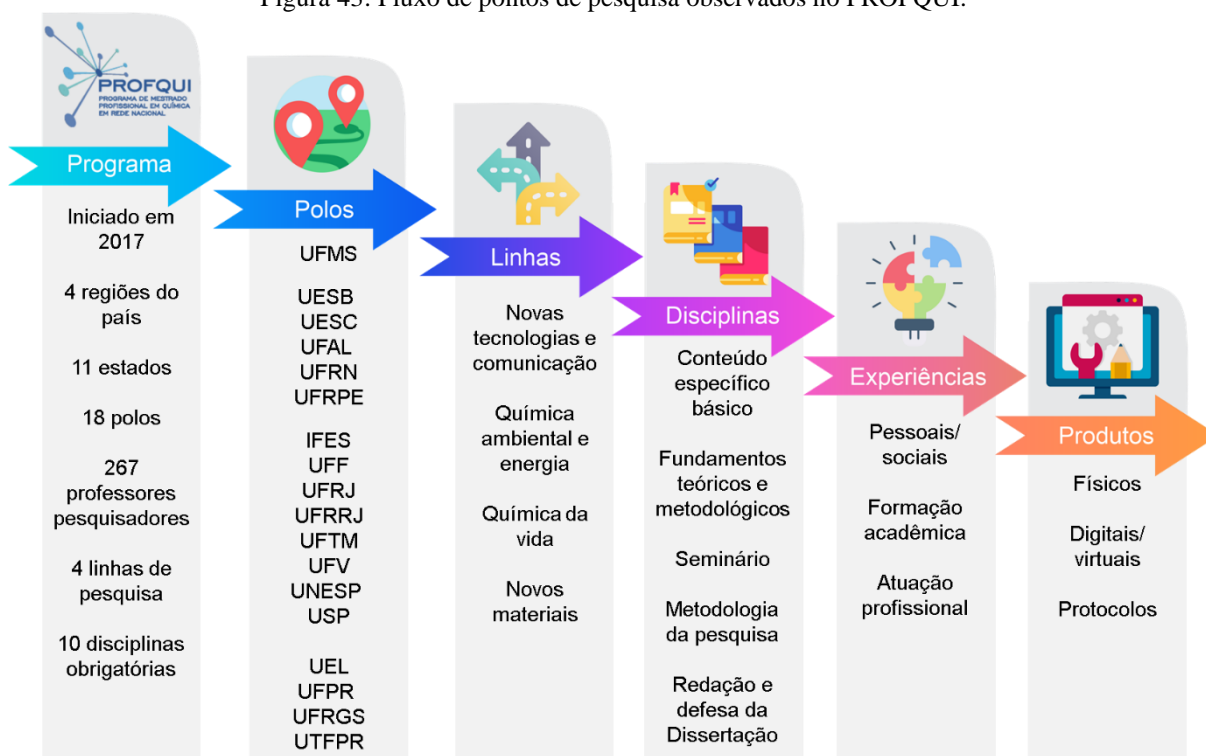 Figura 43: Fluxo de pontos de pesquisa observados no PROFQUI.
PROFQUI
PROGRAMA DE MESTRADO
PROFISSIONAL EM QUÍMICA
EM REDE NACIONAL
Programa
Iniciado em
2017
4 regiões do
país
11 estados
18 polos
267
professores
pesquisadores
4 linhas de
pesquisa
10 disciplinas
obrigatórias
Polos
UFMS
UESB
UESC
UFAL
UFRN
UFRPE
IFES
UFF
UFRJ
UFRRJ
UFTM
UFV
UNESP
USP
UEL
UFPR
UFRGS
UTFPR
Linhas
Novas
tecnologias e
comunicação
Química
ambiental e
energia
Química da
vida
Novos
materiais
Disciplinas
Conteúdo
específico
básico
Fundamentos
teóricos e
metodológicos
Seminário
Metodologia
da pesquisa
Redação e
defesa da
Dissertação
Experiências
Pessoais/
sociais
Formação
acadêmica
Atuação
profissional
Produtos
Físicos
Digitais/
virtuais
Protocolos